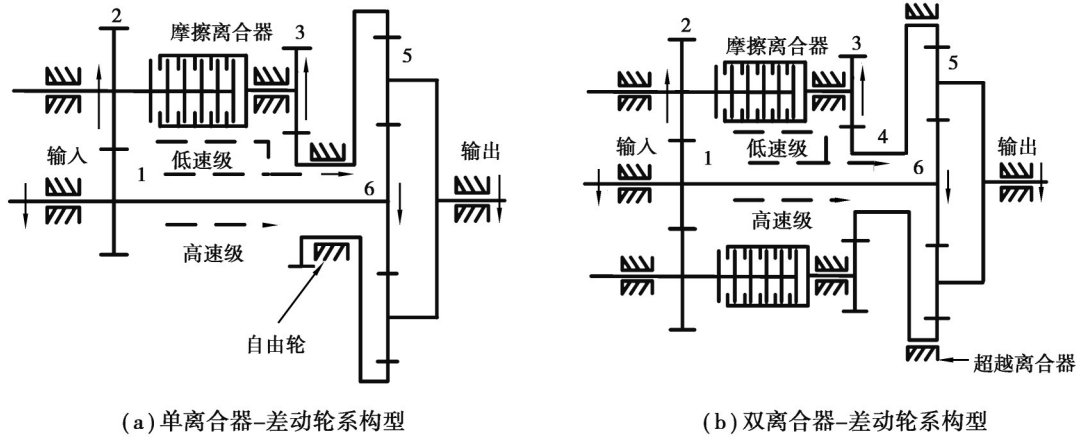 2
摩擦离合器
3
5
输入
1
低速级
6
输出
高速级
自由轮
(a)单离合器-差动轮系构型
2
摩擦离合器
3
5
4
输入
1
低速级
6
输出
高速级
超越离合器
(b)双离合器-差动轮系构型